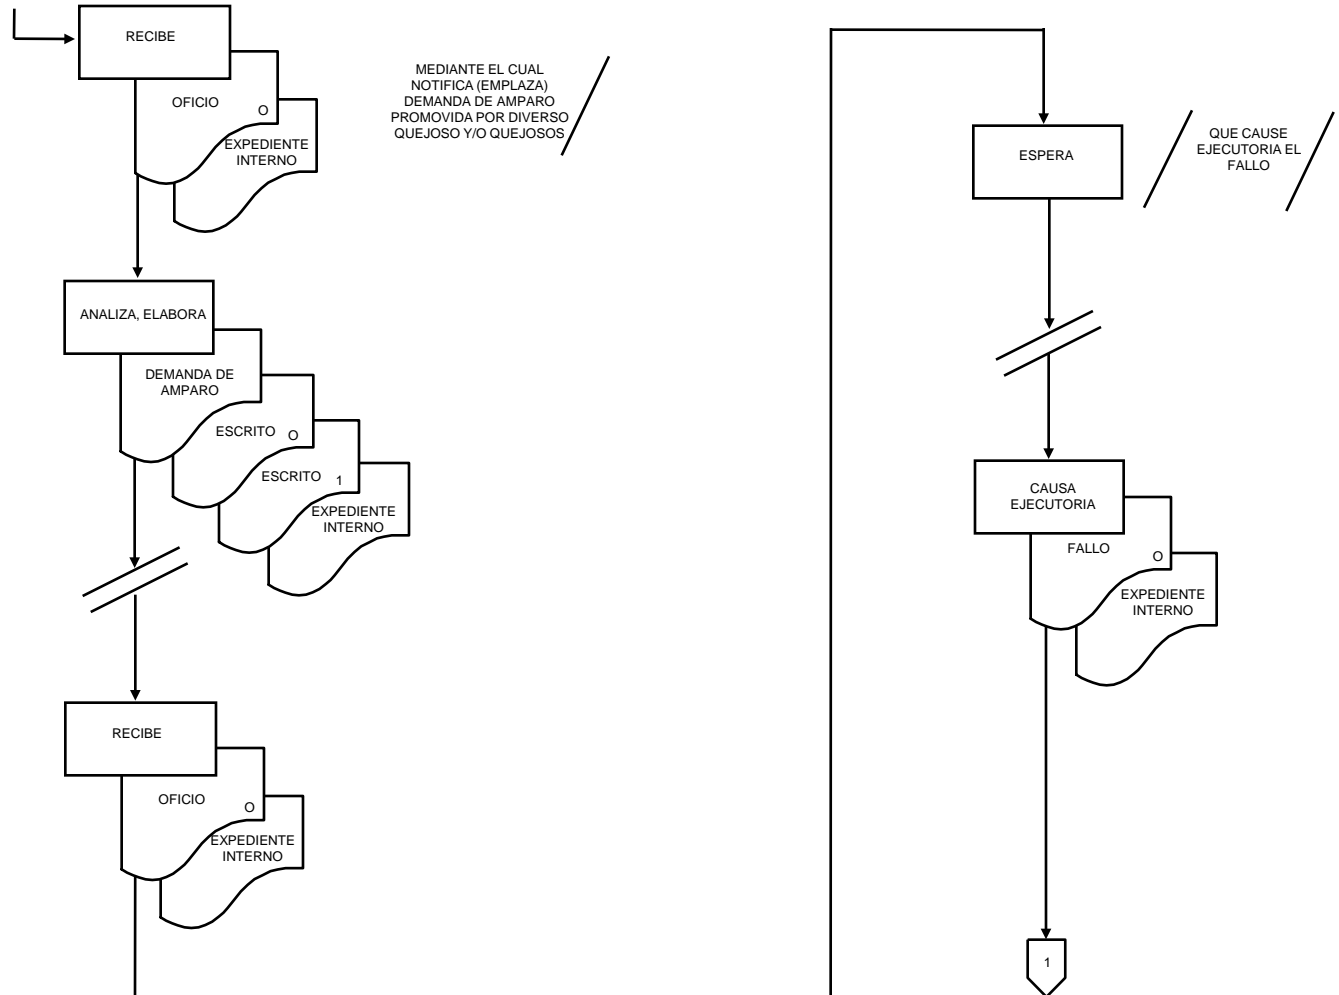 RECIBE
OFICIO
O
EXPEDIENTE
INTERNO
MEDIANTE EL CUAL
NOTIFICA (EMPLAZA)
DEMANDA DE AMPARO
PROMOVIDA POR DIVERSO
QUEJOSO Y/O QUEJOSOS
ANALIZA, ELABORA
DEMANDA DE
AMPARO
ESCRITO
O
ESCRITO
1
EXPEDIENTE
INTERNO
RECIBE
OFICIO
O
EXPEDIENTE
INTERNO
ESPERA
QUE CAUSE
EJECUTORIA EL
FALLO
CAUSA
EJECUTORIA
FALLO
O
EXPEDIENTE
INTERNO
1